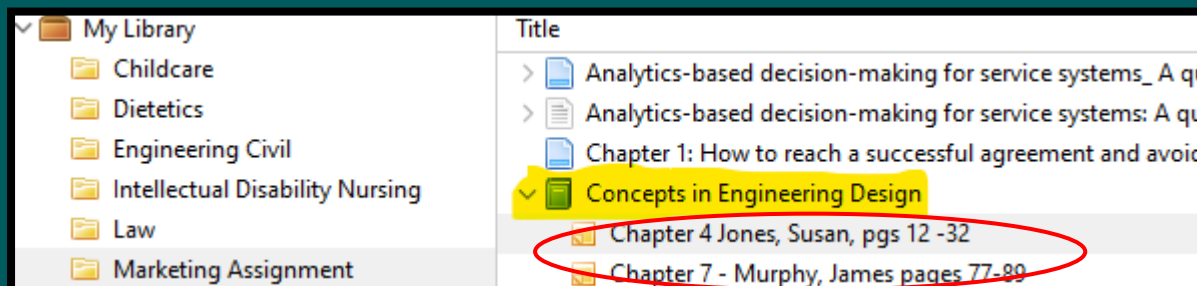 My Library
Childcare
Dietetics
Engineering Civil
Intellectual Disability Nursing
Law
Marketing Assignment
Title
Analytics-based decision-making for service systems_ A qu
Analytics-based decision-making for service systems: A qu
Chapter 1: How to reach a successful agreement and avoid
Concepts in Engineering Design
Chapter 4 Jones, Susan, pgs 12 -32
Chapter 7 - Murphy, James pages 77-89